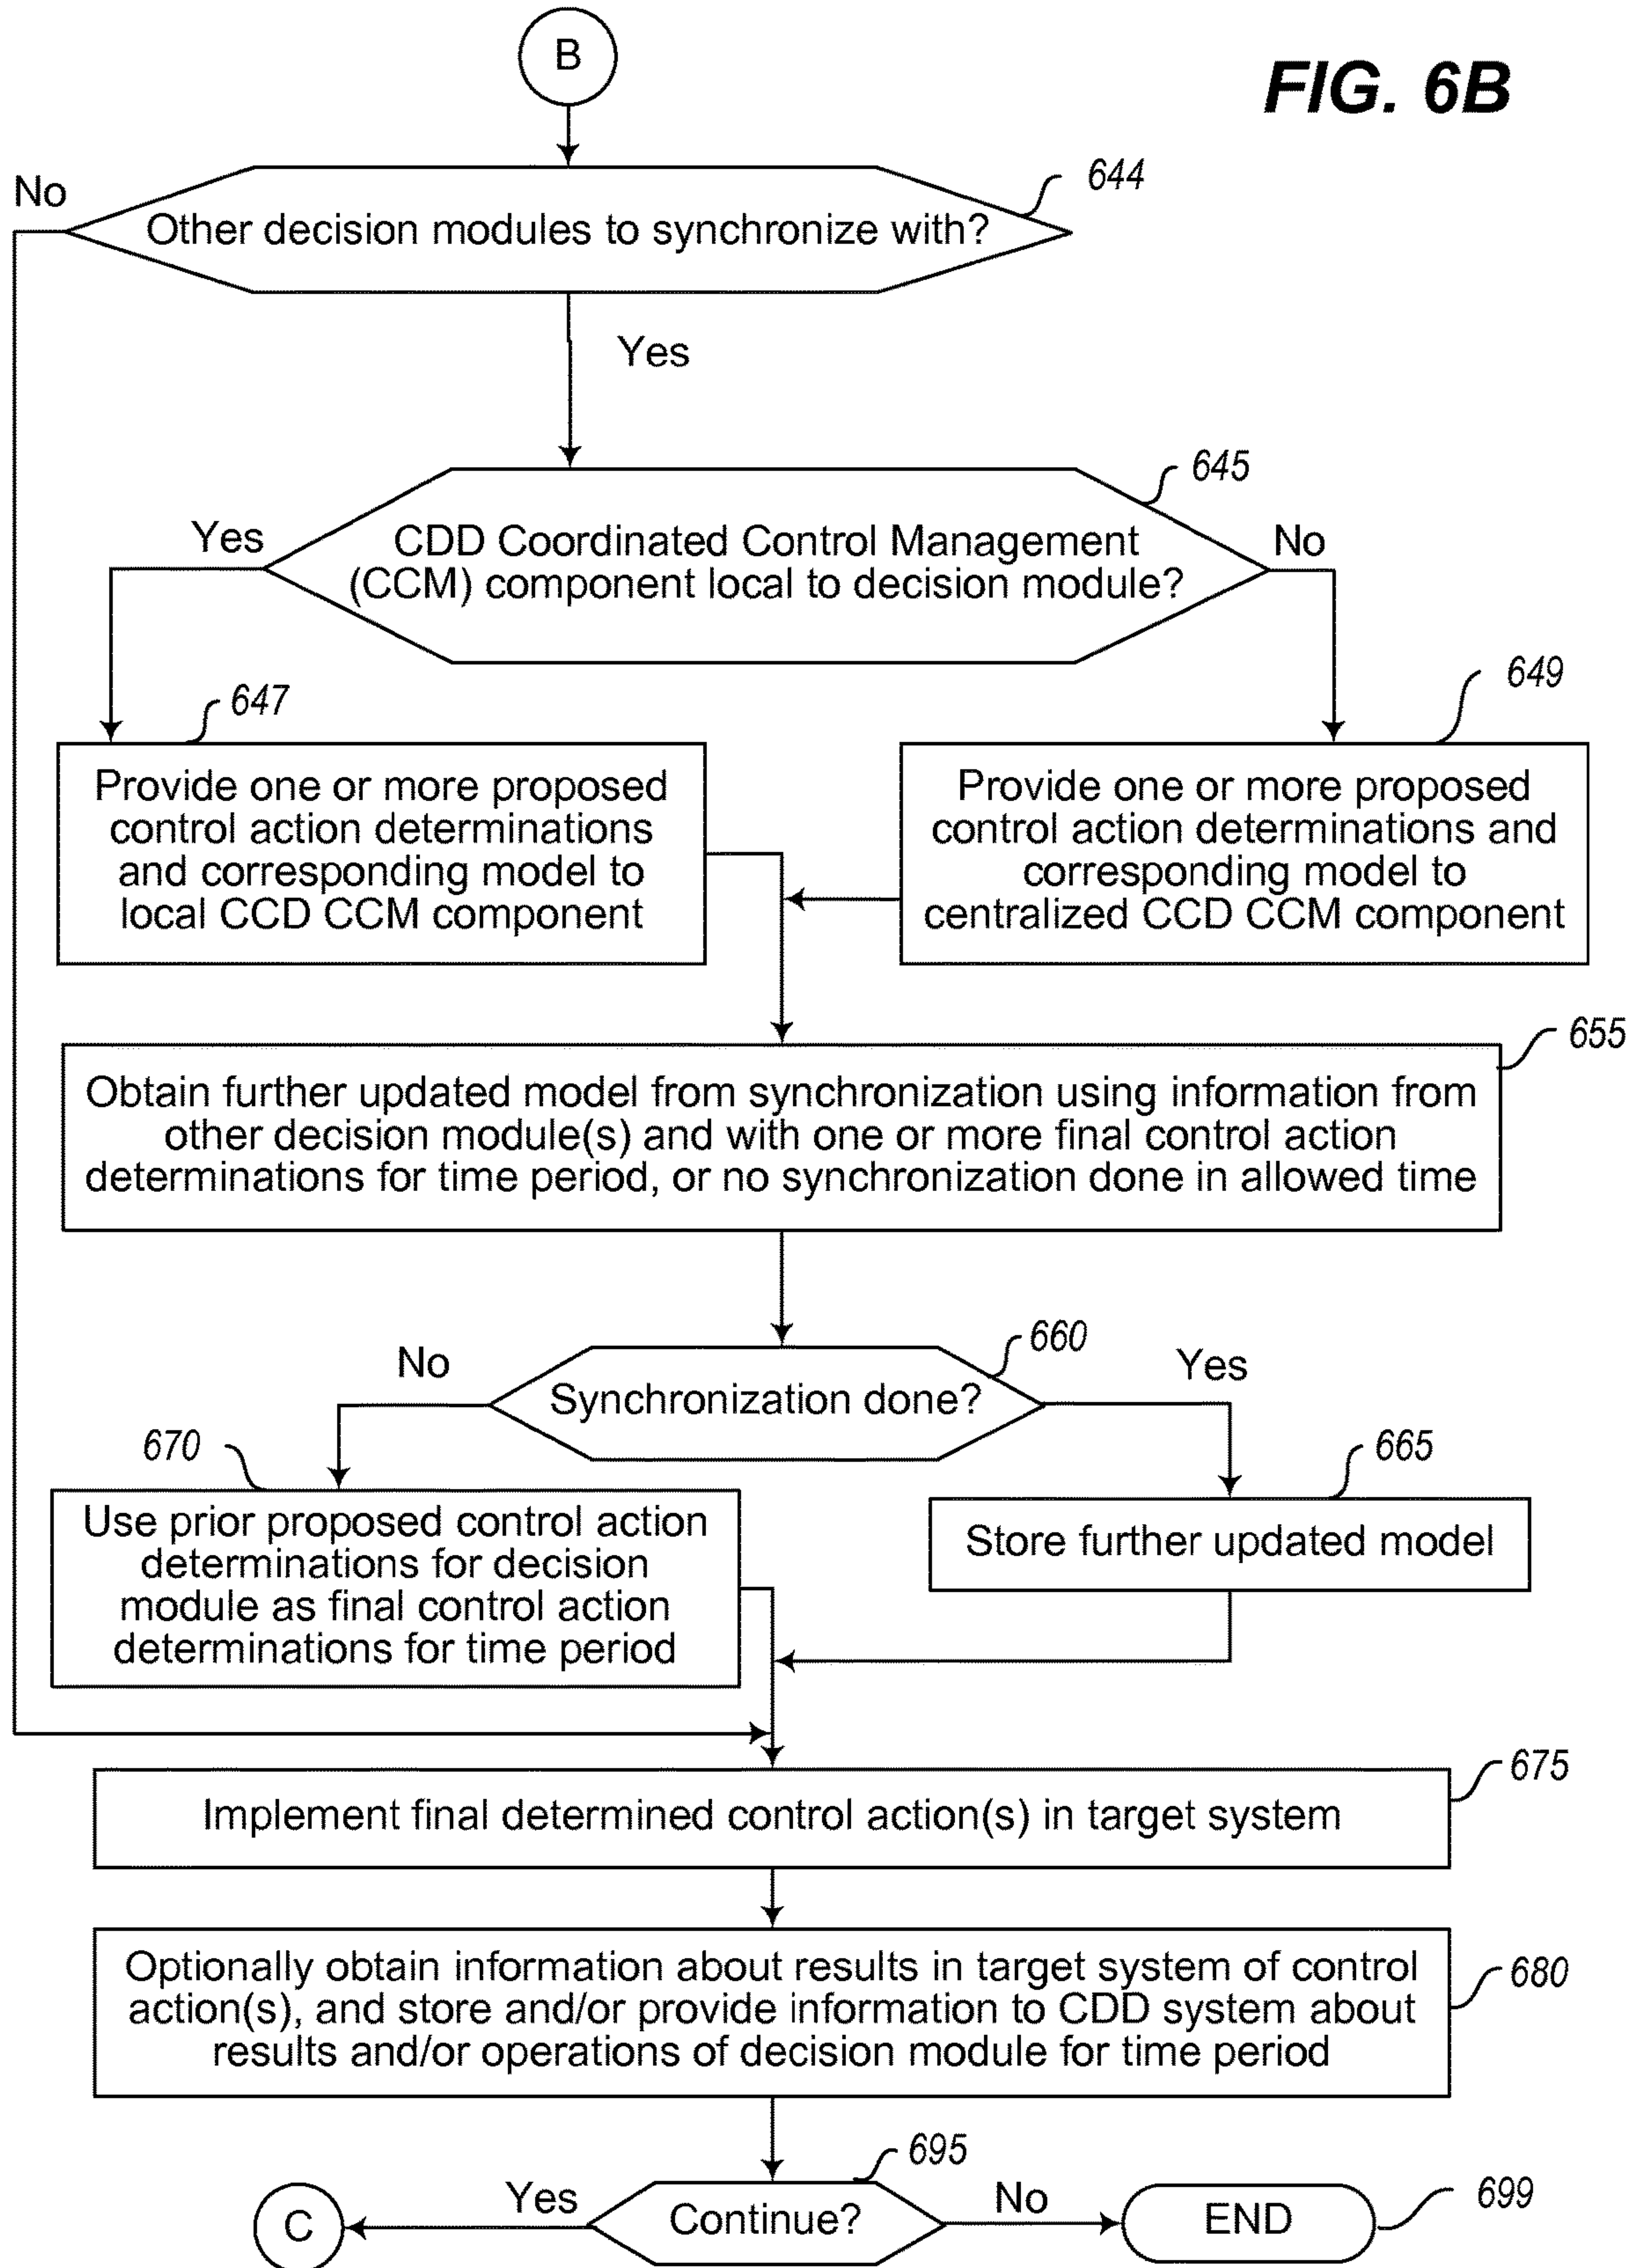 B
FIG. 6B
No
644
Other decision modules to synchronize with?
Yes
645
Yes
CDD Coordinated Control Management
(CCM) component local to decision module?
No
647
649
Provide one or more proposed
control action determinations
and corresponding model to
local CCD CCM component
Provide one or more proposed
control action determinations and
corresponding model to
centralized CCD CCM component
655
Obtain further updated model from synchronization using information from
other decision module(s) and with one or more final control action
determinations for time period, or no synchronization done in allowed time
660
No
Synchronization done?
Yes
670
665
Use prior proposed control action
determinations for decision
module as final control action
determinations for time period
Store further updated model
675
Implement final determined control action(s) in target system
Optionally obtain information about results in target system of control
action(s), and store and/or provide information to CDD system about
results and/or operations of decision module for time period
680
695
Yes
Continue?
No
C
END
699